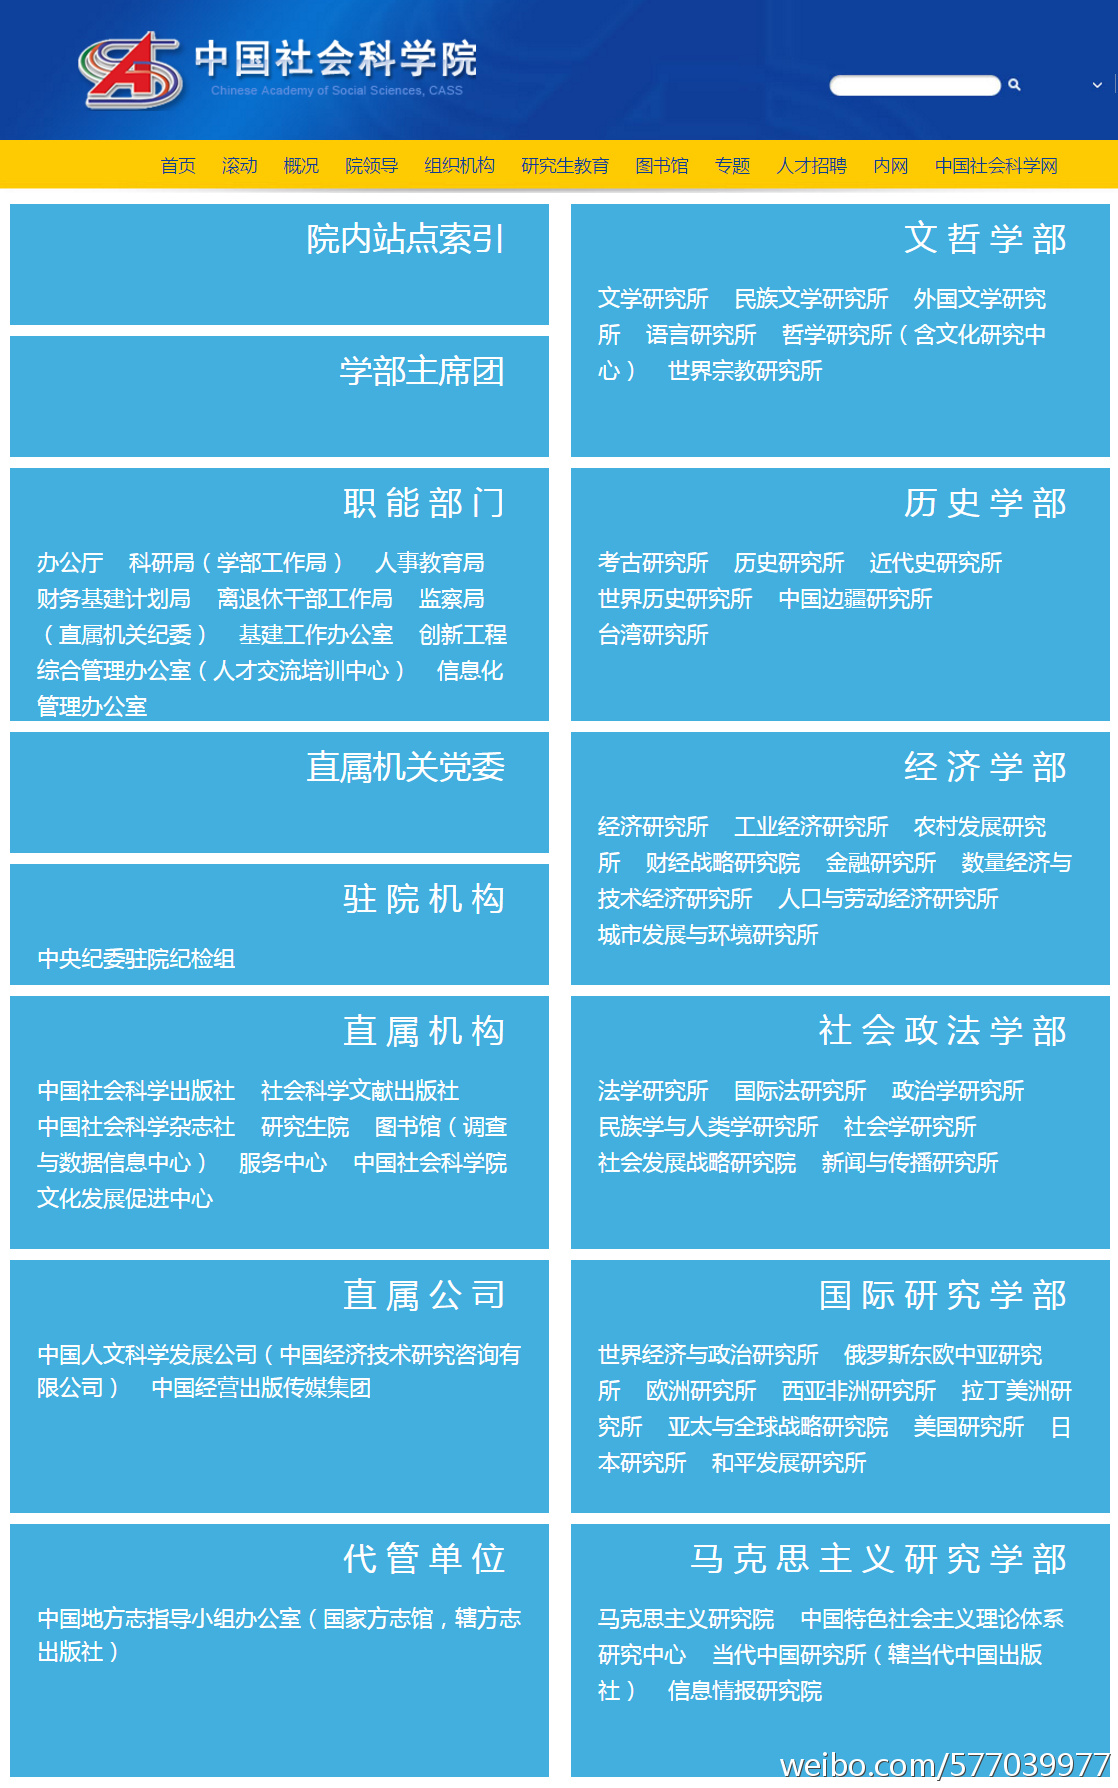 中国社会科学院
Chinese Academy of Social Sciences, CASS
首页 滚动 概况 院领导 组织机构 研究生教育 图书馆 专题 人才招聘 内网 中国社会科学网
院内站点索引
学部主席团
职能部门
办公厅 科研局（学部工作局） 人事教育局
财务基建计划局 离退休干部工作局 监察局
（直属机关纪委） 基建工作办公室 创新工程
综合管理办公室（人才交流培训中心） 信息化
管理办公室
直属机关党委
驻院机构
中央纪委驻院纪检组
直属机构
中国社会科学出版社 社会科学文献出版社
中国社会科学杂志社 研究生院 图书馆（调查
与数据信息中心） 服务中心 中国社会科学院
文化发展促进中心
直属公司
中国人文科学发展公司（中国经济技术研究咨询有
限公司） 中国经营出版传媒集团
代管单位
中国地方志指导小组办公室（国家方志馆，辖方志
出版社）
文哲学部
文学研究所 民族文学研究所 外国文学研究
所 语言研究所 哲学研究所（含文化研究中
心） 世界宗教研究所
历史学部
考古研究所 历史研究所 近代史研究所
世界历史研究所 中国边疆研究所
台湾研究所
经济学部
经济研究所 工业经济研究所 农村发展研究
所 财经战略研究院 金融研究所 数量经济与
技术经济研究所 人口与劳动经济研究所
城市发展与环境研究所
社会政法学部
法学研究所 国际法研究所 政治学研究所
民族学与人类学研究所 社会学研究所
社会发展战略研究院 新闻与传播研究所
国际研究学部
世界经济与政治研究所 俄罗斯东欧中亚研究
所 欧洲研究所 西亚非洲研究所 拉丁美洲研
究所 亚太与全球战略研究院 美国研究所 日
本研究所 和平发展研究所
马克思主义研究学部
马克思主义研究院 中国特色社会主义理论体系
研究中心 当代中国研究所（辖当代中国出版
社） 信息情报研究院
weibo.com/577039977